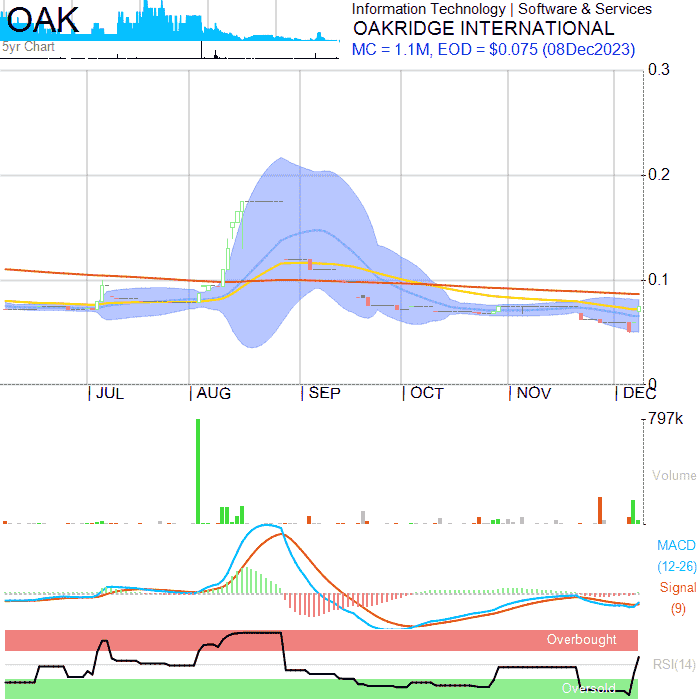 OAK
5yr Chart
Information Technology | Software & Services
OAKRIDGE INTERNATIONAL
MC = 1.1M, EOD = $0.075 (08Dec2023)
0.3
0.2
0.1
0
JUL
AUG
SEP
OCT
NOV
DEC
797k
Volume
MACD
(12-26)
Signal
(9)
Overbought
RSI(14)
Oversold